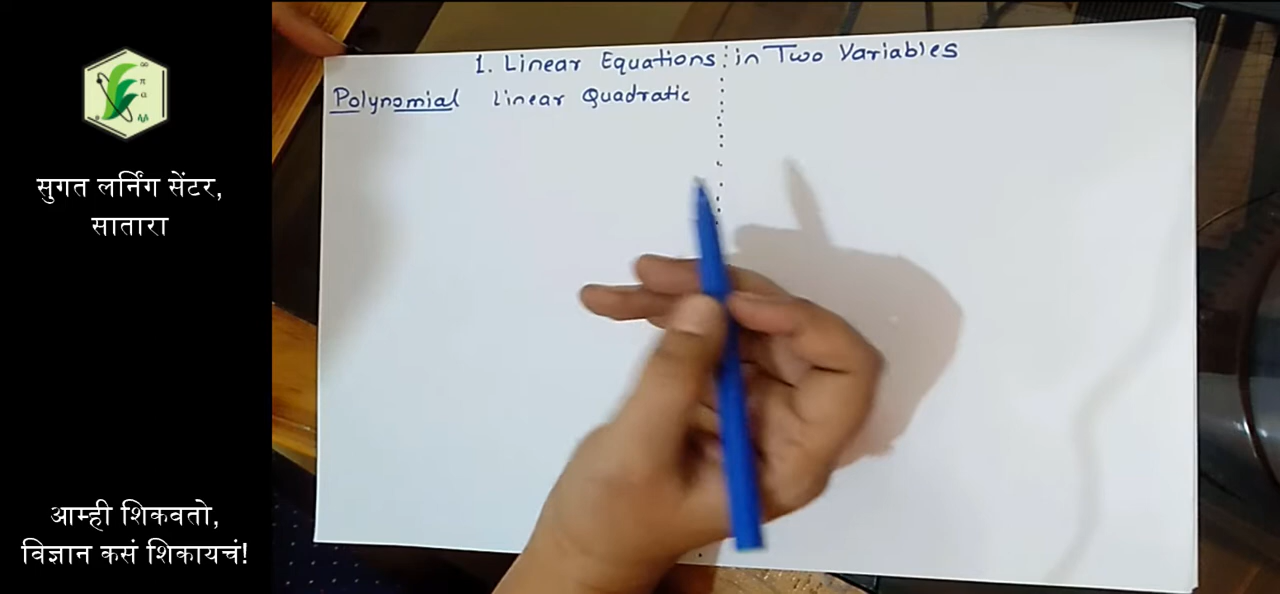 सुगत लर्निंग सेंटर,
सातारा
आम्ही शिकवतो,
विज्ञान कसं शिकायचं!
1. Linear Equations in Two Variables
Polynomial Linear Quadratic